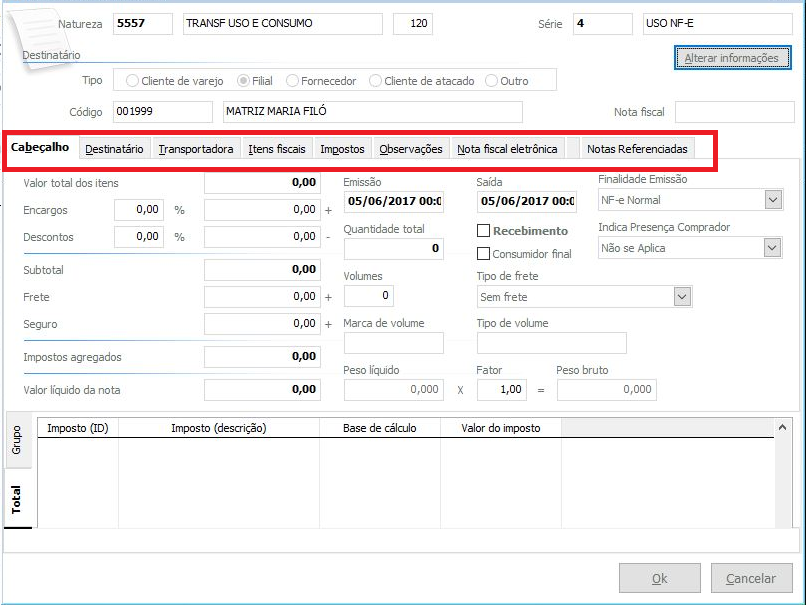 Natureza 5557 TRANSF USO E CONSUMO 120 Série 4 USO NF-E
Destinatário Alterar informações
Tipo Cliente de varejo Filial Fornecedor Cliente de atacado Outro
Código 001999 MATRIZ MARIA FILÓ Nota fiscal
Cabeçalho Destinatário Transportadora Itens fiscais Impostos Observações Nota fiscal eletrônica Notas Referenciadas
Valor total dos itens 0,00 Emissão Saída Finalidade Emissão
Encargos 0,00 % 0,00 + 05/06/2017 00:0 05/06/2017 00:0 NF-e Normal
Descontos 0,00 % 0,00 - Quantidade total Recebimento Indica Presença Comprador
0 Consumidor final Não se Aplica
Subtotal 0,00 Volumes Tipo de frete
Frete 0,00 + 0 Sem frete
Seguro 0,00 + Marca de volume Tipo de volume
Impostos agregados 0,00
Peso líquido Fator Peso bruto
Valor líquido da nota 0,00 0,000 X 1,00 = 0,000
Grupo
Total
Imposto (ID) Imposto (descrição) Base de cálculo Valor do imposto
Ok Cancelar